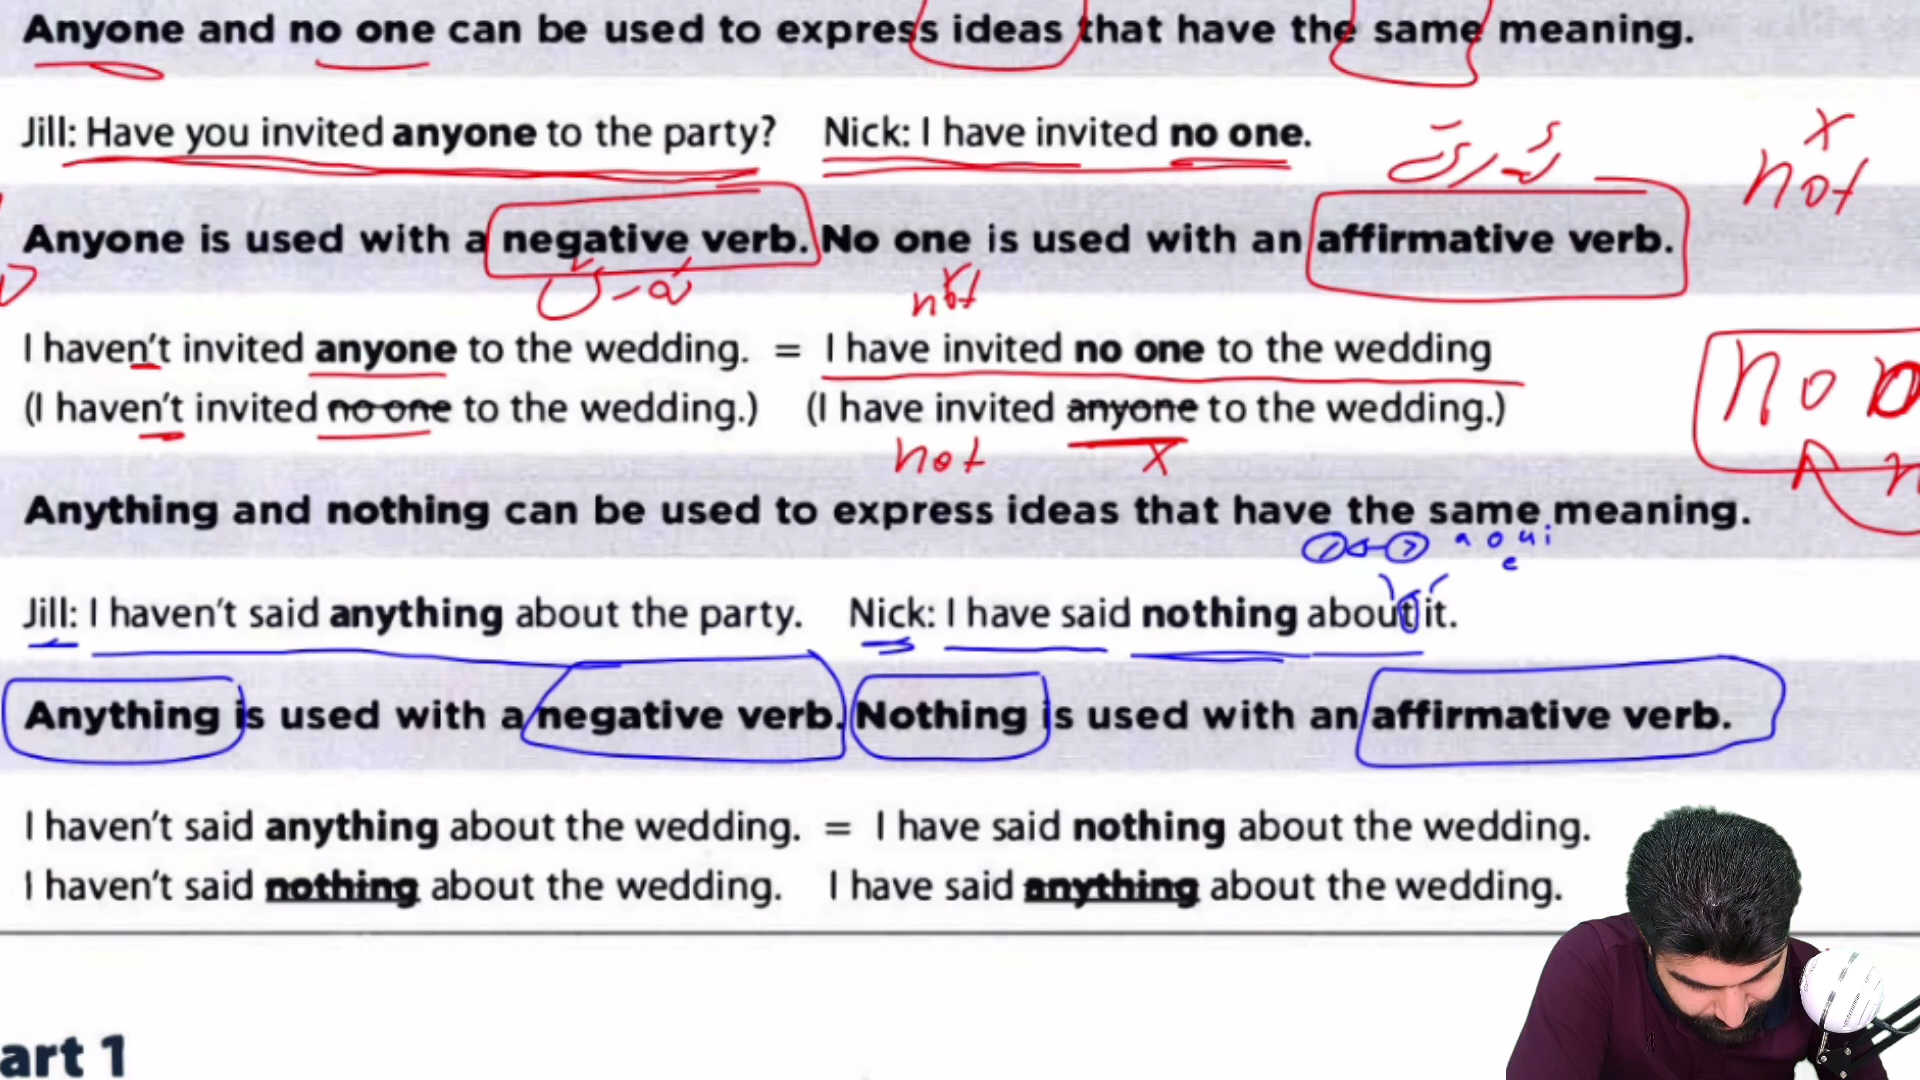 Anyone and no one can be used to express ideas that have the same meaning.
Jill: Have you invited anyone to the party? Nick: I have invited no one.
x
not
Anyone is used with a negative verb. No one is used with an affirmative verb.
not
I haven't invited anyone to the wedding. = I have invited no one to the wedding
no
(I haven't invited no one to the wedding.) (I have invited anyone to the wedding.)
not x
Anything and nothing can be used to express ideas that have the same meaning.
a o u i
e
Jill: I haven't said anything about the party. Nick: I have said nothing about it.
Anything is used with a negative verb. Nothing is used with an affirmative verb.
I haven't said anything about the wedding. = I have said nothing about the wedding.
I haven't said nothing about the wedding. I have said anything about the wedding.
art 1